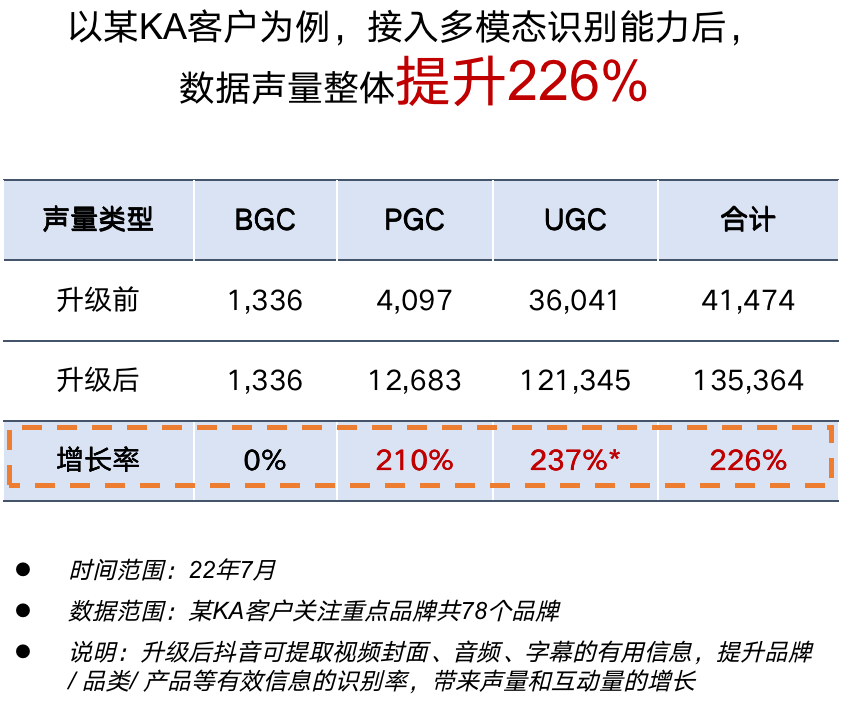 以某KA客户为例，接入多模态识别能力后，
数据声量整体提升226%
声量类型 BGC PGC UGC 合计
升级前 1,336 4,097 36,041 41,474
升级后 1,336 12,683 121,345 135,364
增长率 0% 210% 237%* 226%
● 时间范围：22年7月
● 数据范围：某KA客户关注重点品牌共78个品牌
● 说明：升级后抖音可提取视频封面、音频、字幕的有用信息，提升品牌
/ 品类/ 产品等有效信息的识别率，带来声量和互动量的增长